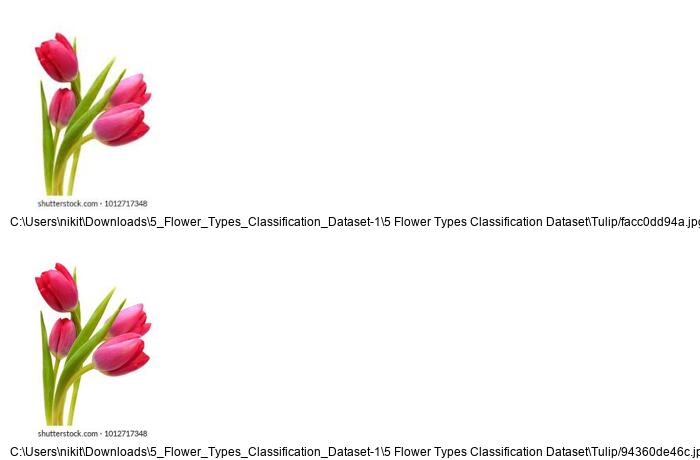 shutterstock.com • 1012717348
C:\Users\nikit\Downloads\5_Flower_Types_Classification_Dataset-1\5 Flower Types Classification Dataset\Tulip/facc0dd94a.jpg
shutterstock.com • 1012717348
C:\Users\nikit\Downloads\5_Flower_Types_Classification_Dataset-1\5 Flower Types Classification Dataset\Tulip/94360de46c.jp